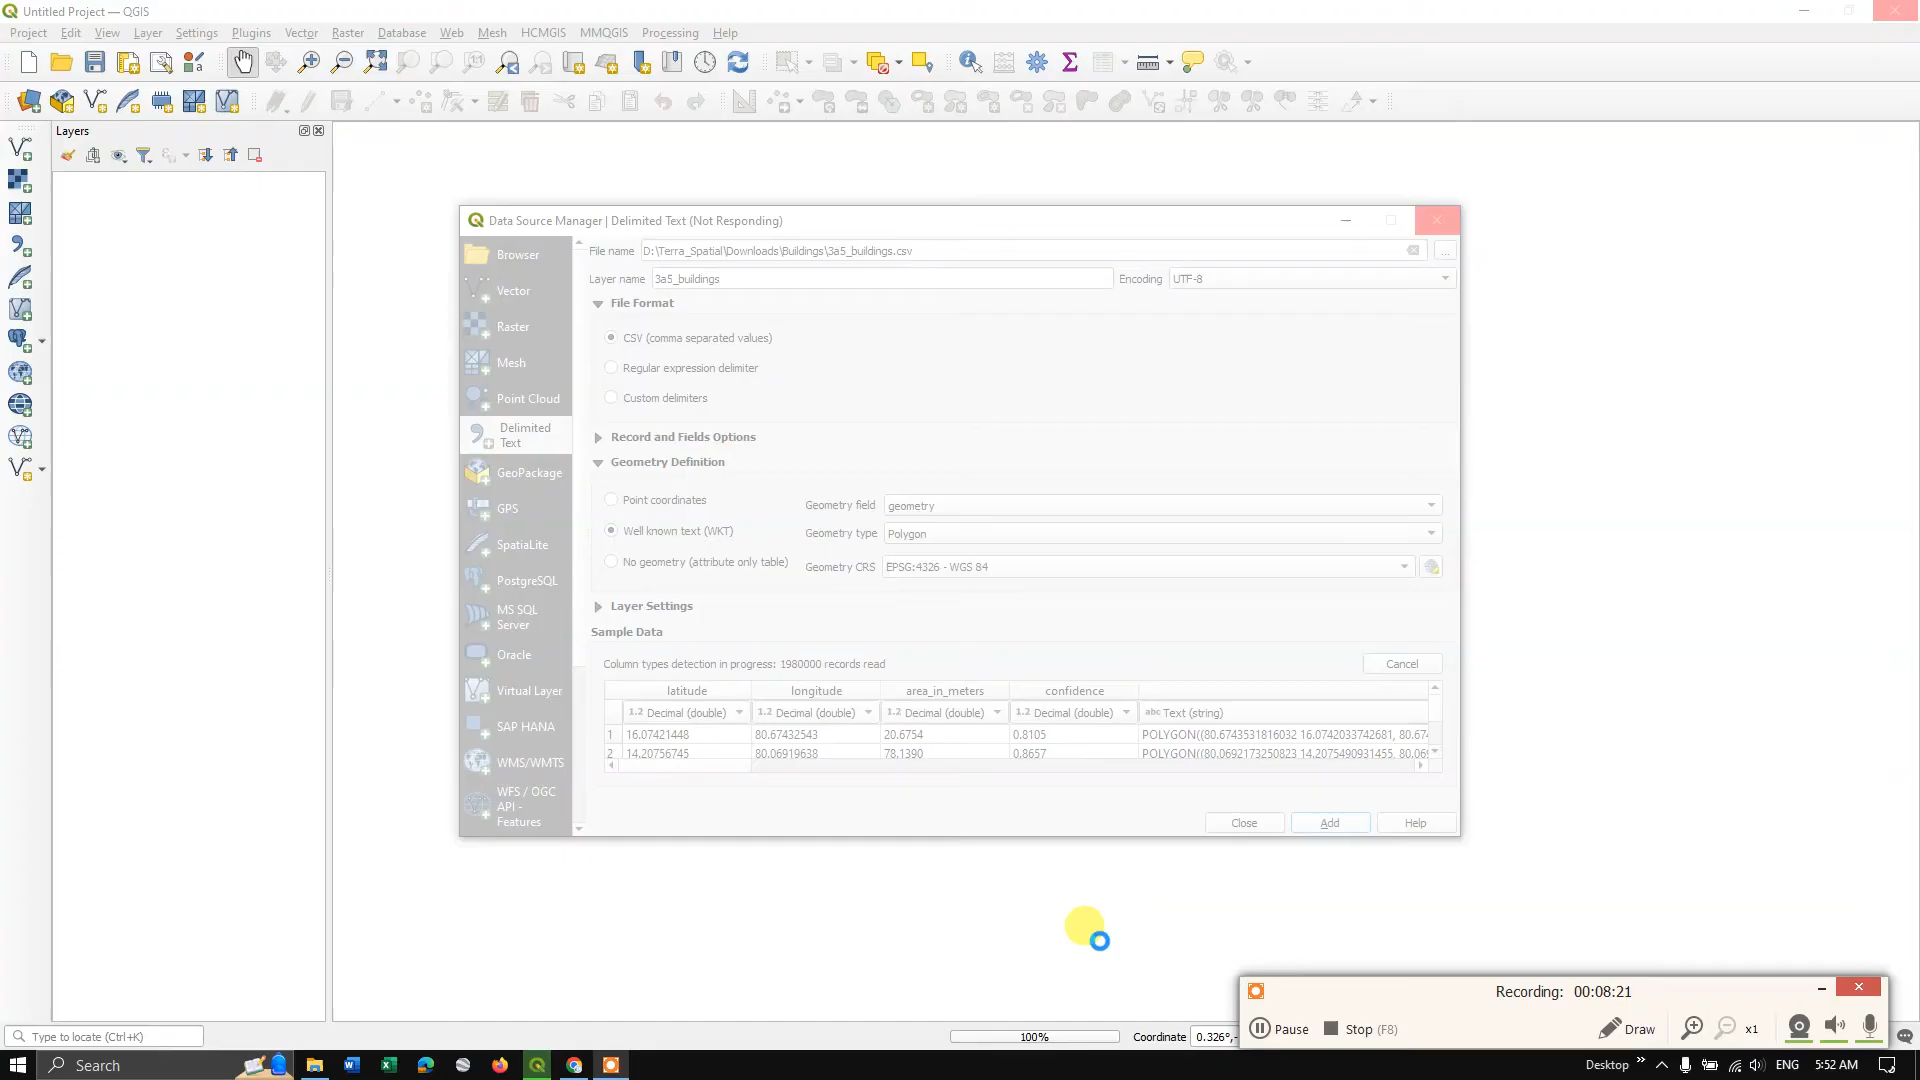 Untitled Project — QGIS
Project Edit View Layer Settings Plugins Vector Raster Database Web Mesh HCMGIS MMQGIS Processing Help
Layers
Data Source Manager | Delimited Text (Not Responding)
Browser
Vector
Raster
Mesh
Point Cloud
Delimited
Text
GeoPackage
GPS
SpatiaLite
PostgreSQL
MS SQL
Server
Oracle
Virtual Layer
SAP HANA
WMS/WMTS
WFS / OGC
API -
Features
File name D:\Terra_Spatial\Downloads\Buildings\3a5_buildings.csv ...
Layer name 3a5_buildings Encoding UTF-8
File Format
CSV (comma separated values)
Regular expression delimiter
Custom delimiters
Record and Fields Options
Geometry Definition
Point coordinates
Well known text (WKT)
No geometry (attribute only table)
Geometry field geometry
Geometry type Polygon
Geometry CRS EPSG:4326 - WGS 84
Layer Settings
Sample Data
Column types detection in progress: 1980000 records read Cancel
latitude longitude area_in_meters confidence
1.2 Decimal (double) 1.2 Decimal (double) 1.2 Decimal (double) 1.2 Decimal (double) abc Text (string)
1 16.07421448 80.67432543 20.6754 0.8105 POLYGON((80.6743531816032 16.0742033742681, 80.674
2 14.20756745 80.06919638 78.1390 0.8657 POLYGON((80.0692173250823 14.2075490931455, 80.069
Close Add Help
Recording: 00:08:21
Pause Stop (F8) Draw x1
Type to locate (Ctrl+K) 100% Coordinate 0.326°,-
Search Desktop ENG 5:52 AM